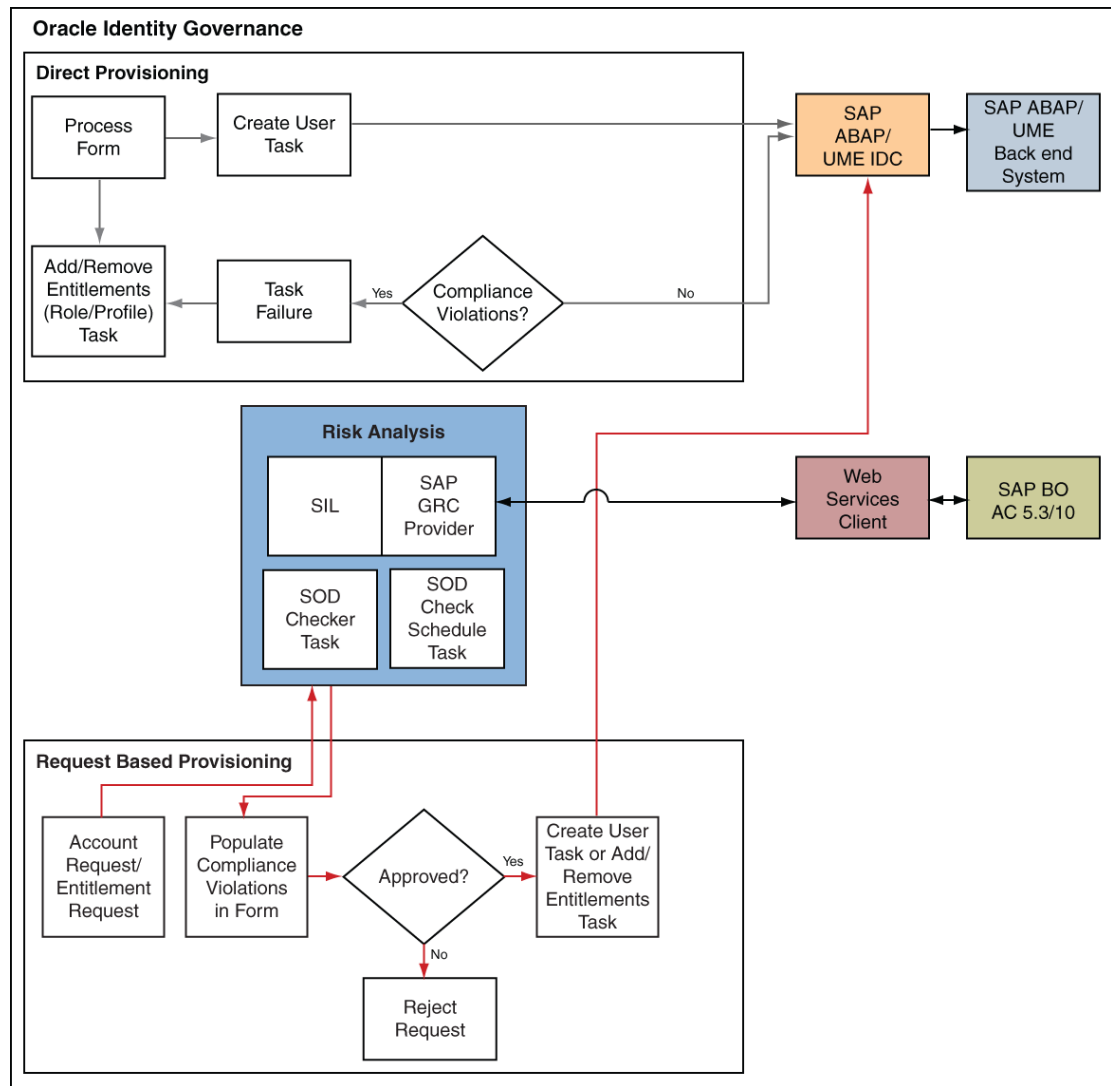 Oracle Identity Governance
Direct Provisioning
Process
Form
Create User
Task
SAP
ABAP/
UME IDC
SAP ABAP/
UME
Back end
System
Add/Remove
Entitlements
(Role/Profile)
Task
Task
Failure
Yes
Compliance
Violations?
No
Risk Analysis
SIL
SAP
GRC
Provider
Web
Services
Client
SAP BO
AC 5.3/10
SOD
Checker
Task
SOD
Check
Schedule
Task
Request Based Provisioning
Account
Request/
Entitlement
Request
Populate
Compliance
Violations
in Form
Approved?
Yes
Create User
Task or Add/
Remove
Entitlements
Task
No
Reject
Request